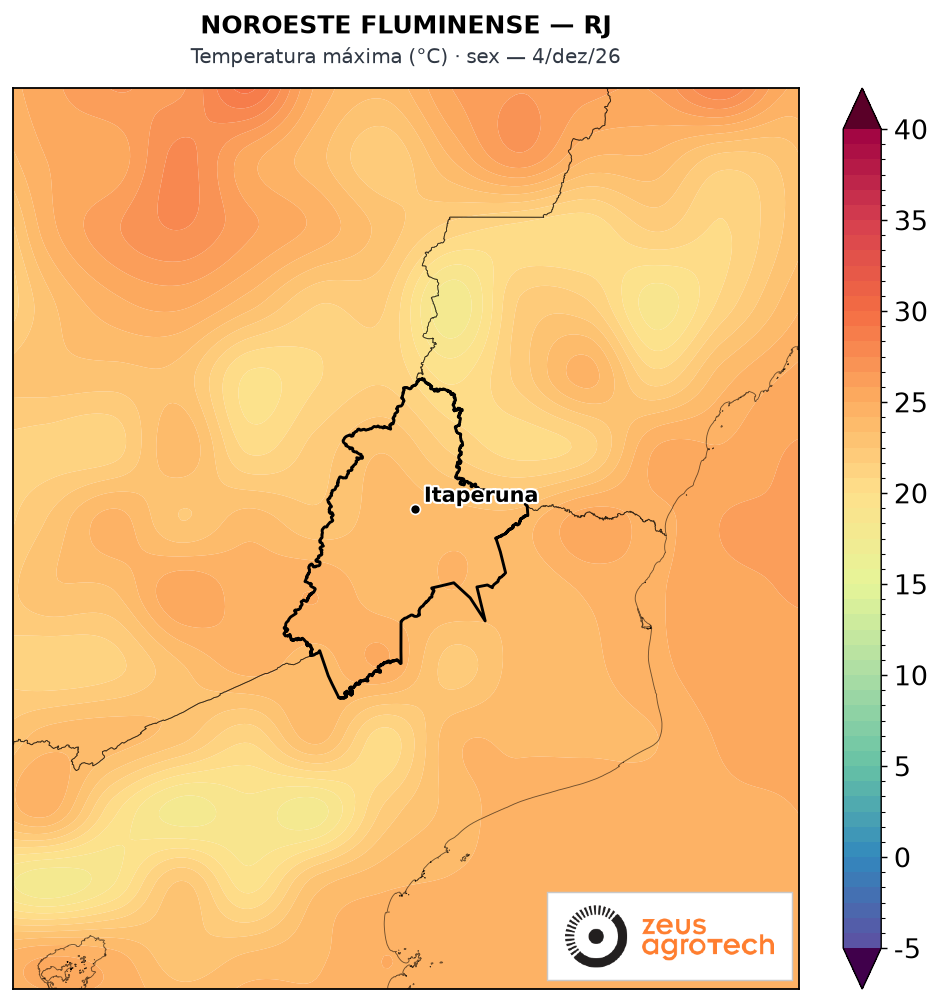 NOROESTE FLUMINENSE — RJ
Temperatura máxima (°C) · sex — 4/dez/26
40
35
30
25
20
15
10
5
0
-5
Itaperuna
zeus
agrotech